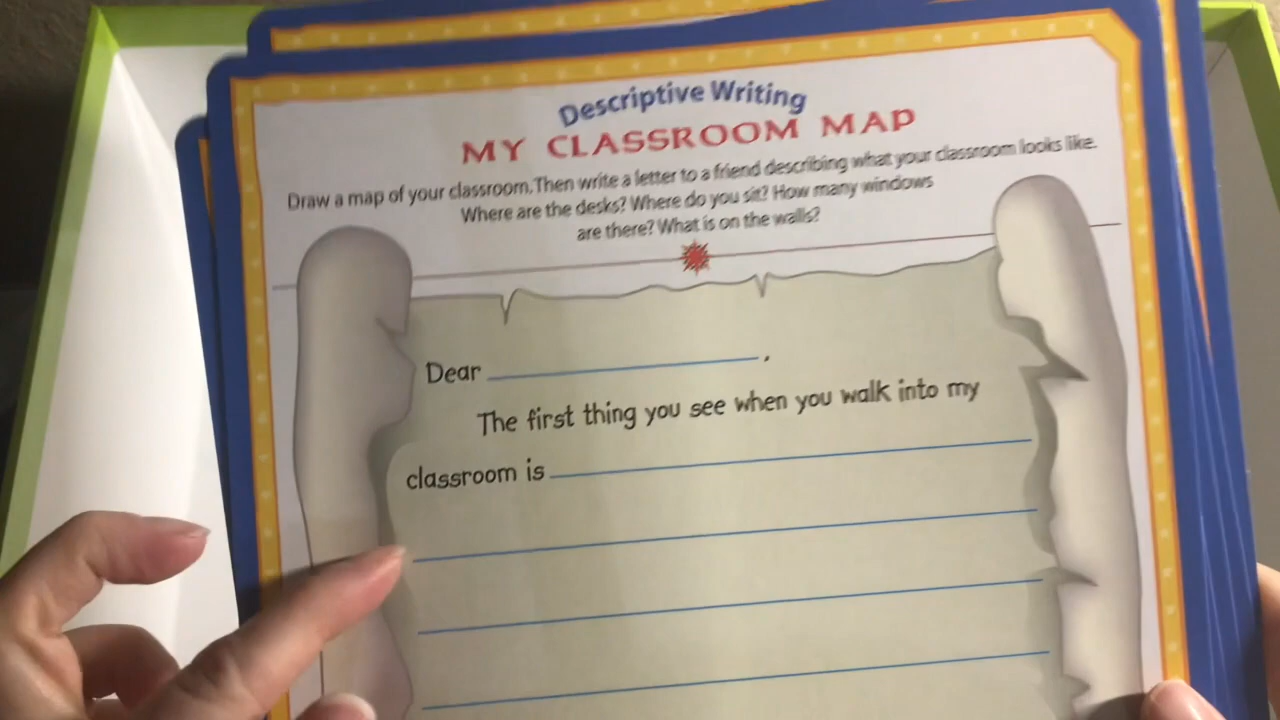 Descriptive Writing
MY CLASSROOM MAP
Draw a map of your classroom. Then write a letter to a friend describing what your classroom looks like.
Where are the desks? Where do you sit? How many windows
are there? What is on the walls?
Dear ,
The first thing you see when you walk into my
classroom is